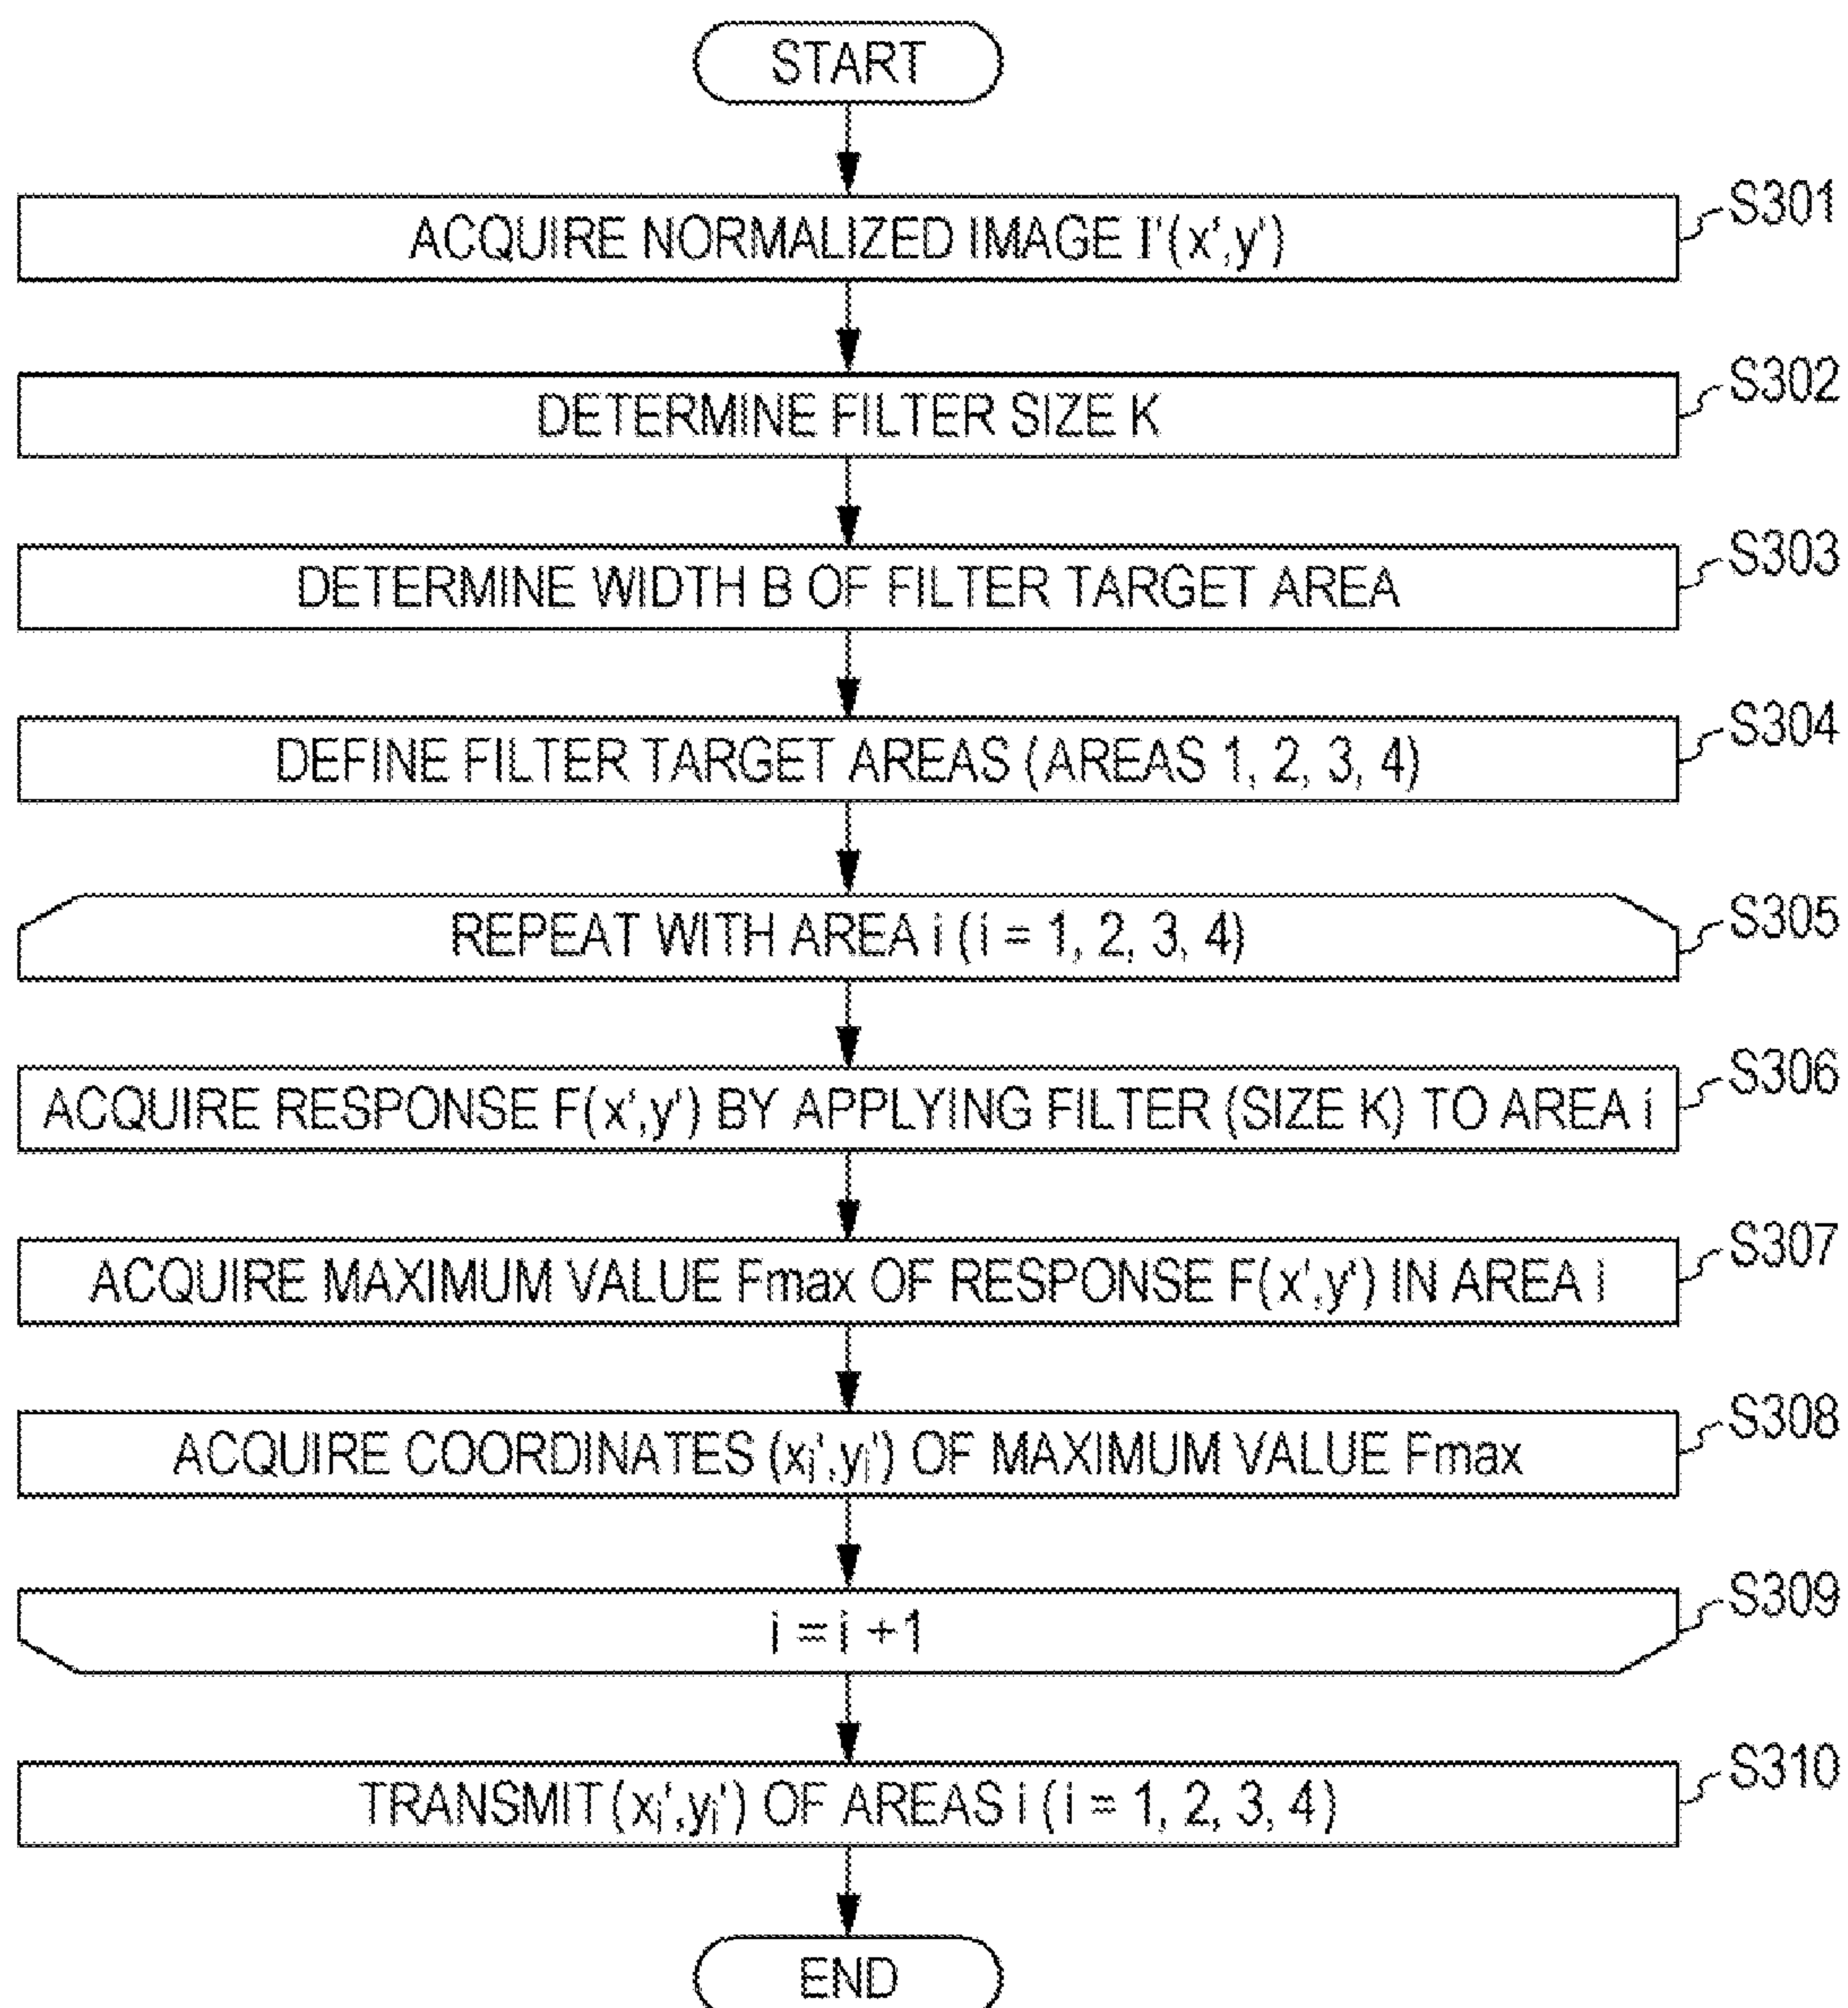 START
ACQUIRE NORMALIZED IMAGE I'(x',y')
S301
DETERMINE FILTER SIZE K
S302
DETERMINE WIDTH B OF FILTER TARGET AREA
S303
DEFINE FILTER TARGET AREAS (AREAS 1, 2, 3, 4)
S304
REPEAT WITH AREA i (i = 1, 2, 3, 4)
S305
ACQUIRE RESPONSE F(x',y') BY APPLYING FILTER (SIZE K) TO AREA i
S306
ACQUIRE MAXIMUM VALUE Fmax OF RESPONSE F(x',y') IN AREA i
S307
ACQUIRE COORDINATES (xi',yi') OF MAXIMUM VALUE Fmax
S308
i = i +1
S309
TRANSMIT (xi',yi') OF AREAS i (i = 1, 2, 3, 4)
S310
END